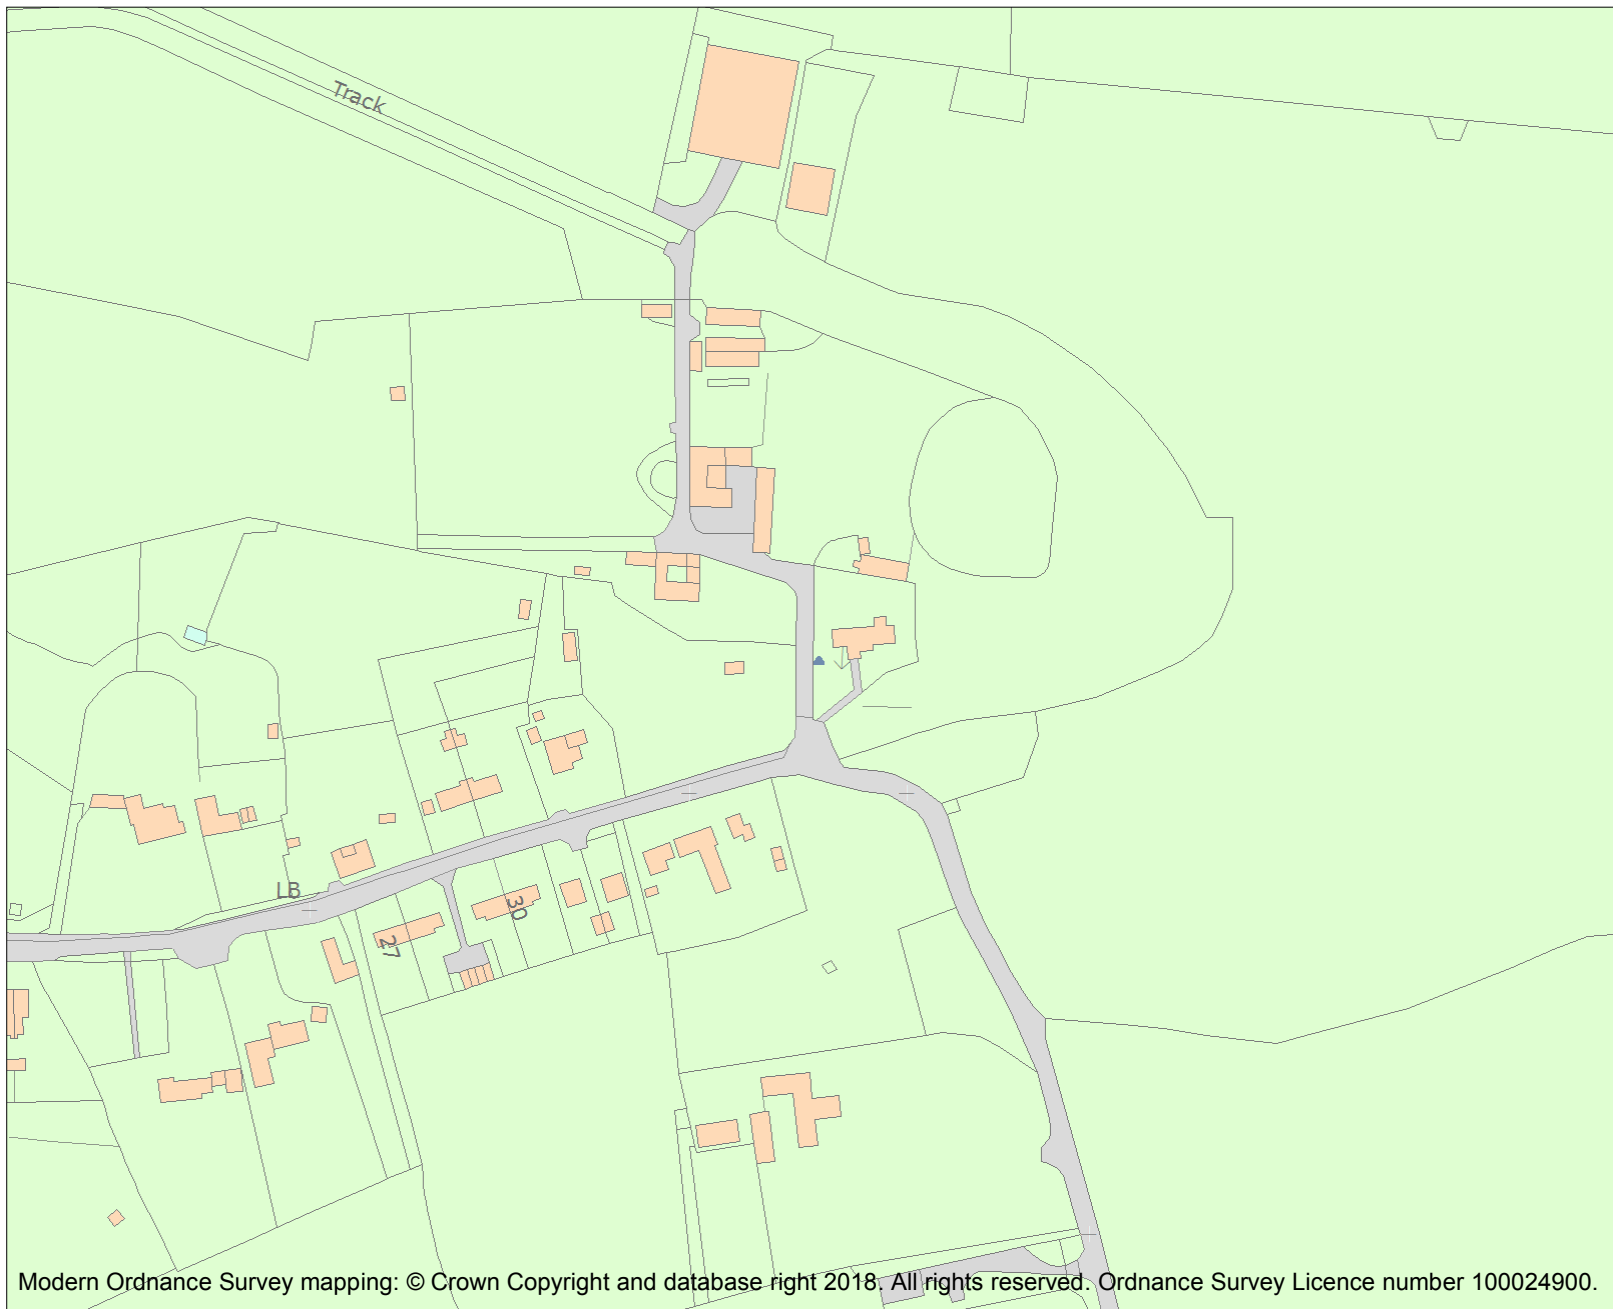 Track
LB
30
27
Modern Ordnance Survey mapping: © Crown Copyright and database right 2018. All rights reserved. Ordnance Survey Licence number 100024900.